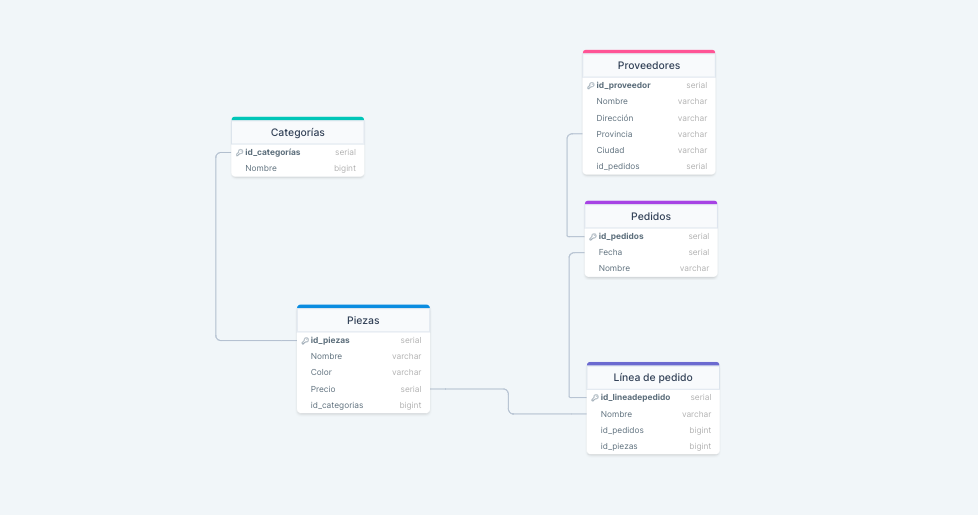 Proveedores
id_proveedor serial
Nombre varchar
Dirección varchar
Provincia varchar
Ciudad varchar
id_pedidos serial
Categorías
id_categorías serial
Nombre bigint
Pedidos
id_pedidos serial
Fecha serial
Nombre varchar
Piezas
id_piezas serial
Nombre varchar
Color varchar
Precio serial
id_categorias bigint
Línea de pedido
id_lineadepedido serial
Nombre varchar
id_pedidos bigint
id_piezas bigint